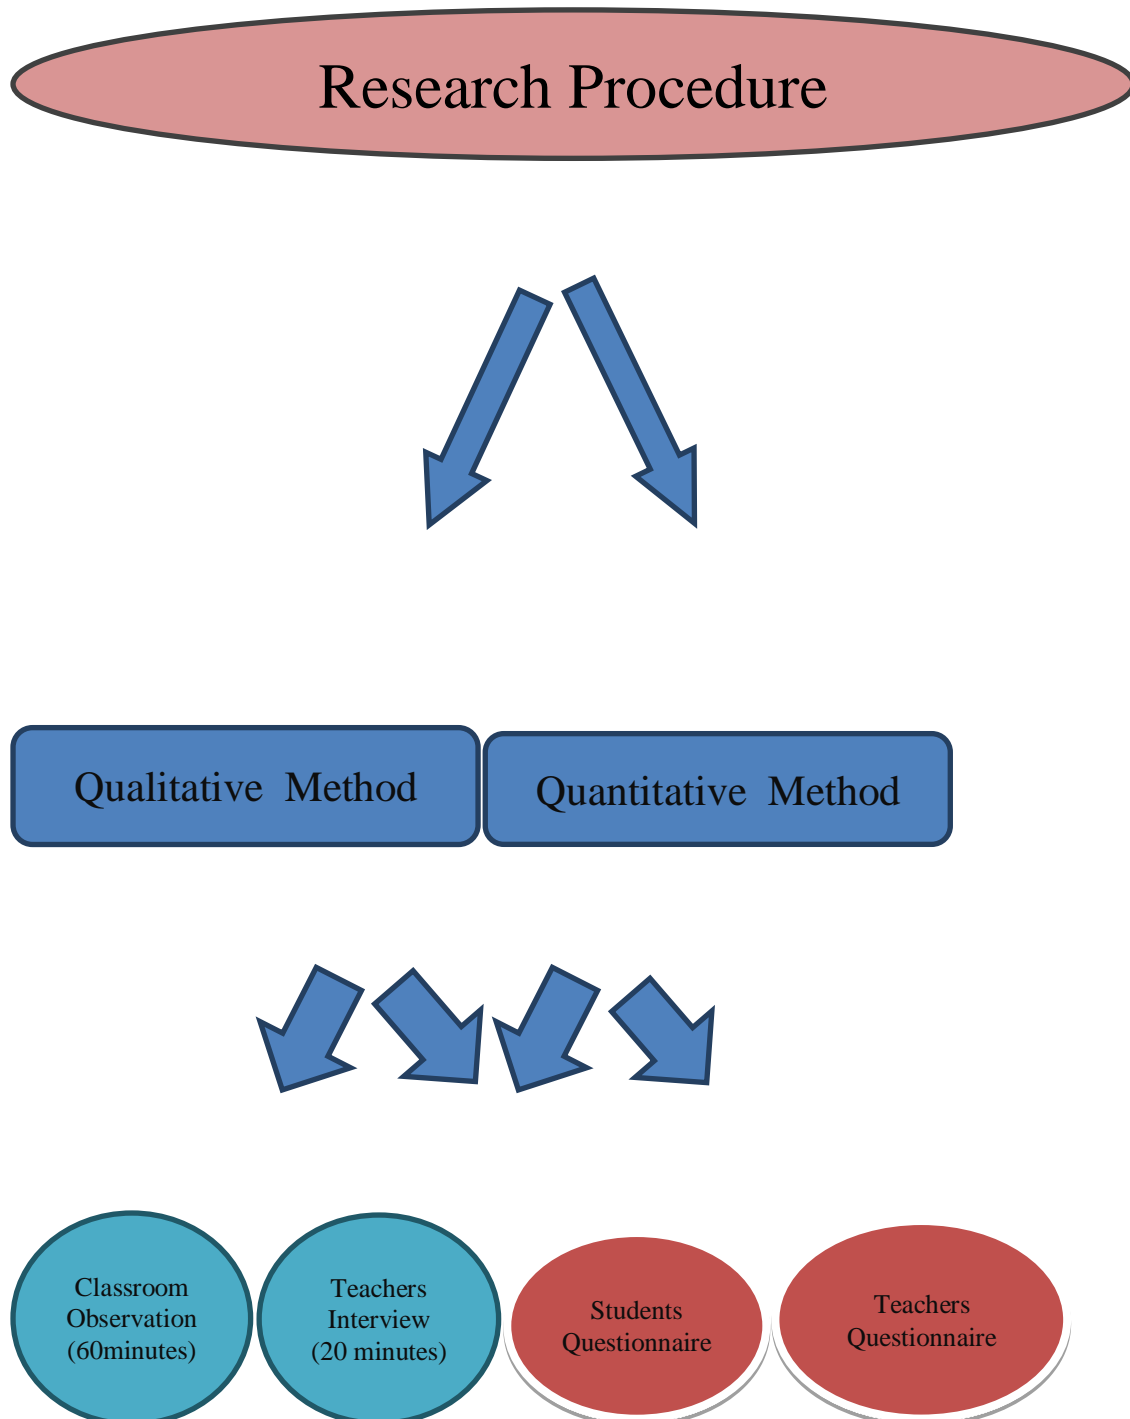 Research Procedure
Qualitative  Method
Quantitative  Method
Classroom
Observation
(60minutes)
Teachers
Interview
(20 minutes)
Students
Questionnaire
Teachers
Questionnaire